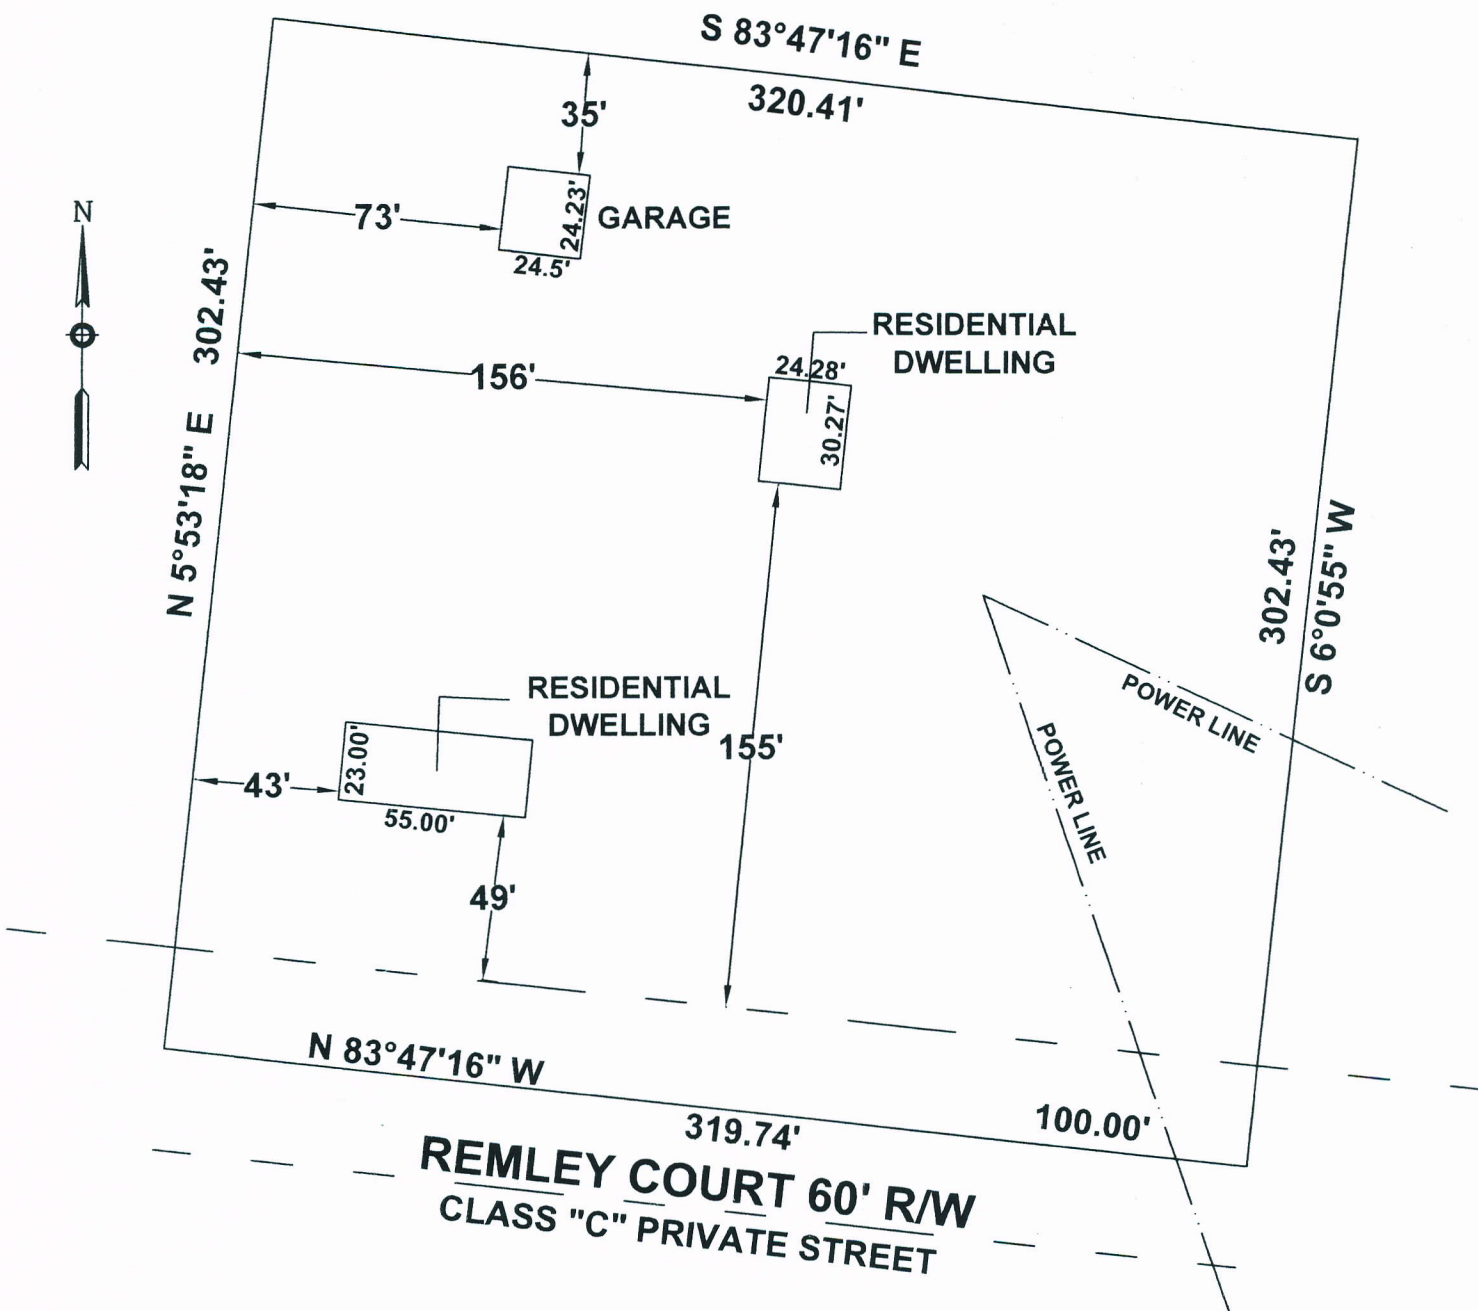 S 83°47'16" E
320.41'
35'
N
73'
24.23'
GARAGE
24.5'
302.43'
RESIDENTIAL
DWELLING
156'
24.28'
30.27'
N 5°53'18" E
302.43'
S 6°0'55" W
RESIDENTIAL
DWELLING
POWER LINE
POWER LINE
23.00'
155'
43'
55.00'
49'
N 83°47'16" W
319.74'
100.00'
REMLEY COURT 60' R/W
CLASS "C" PRIVATE STREET